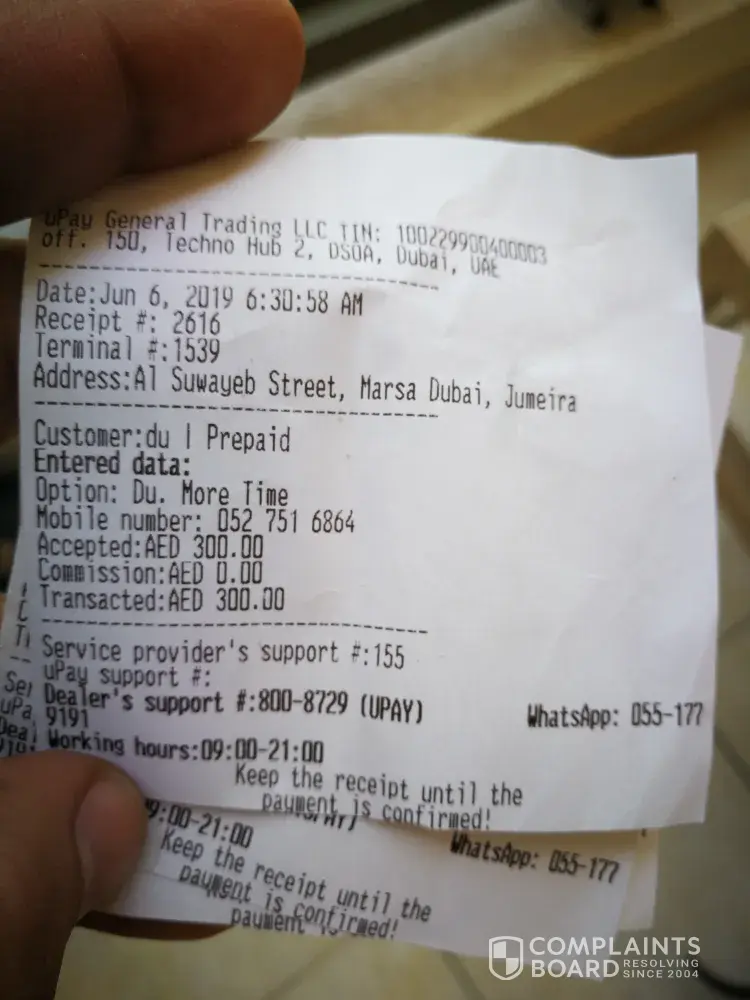 uPay General Trading LLC TIN: 100229900400003
off. 150, Techno Hub 2, DSOA, Dubai, UAE
Date:Jun 6, 2019 6:30:58 AM
Receipt #: 2616
Terminal #:1539
Address:Al Suwayeb Street, Marsa Dubai, Jumeira
Customer:du | Prepaid
Entered data:
Option: Du. More Time
Mobile number: 052 751 6864
Accepted:AED 300.00
Commission:AED 0.00
Transacted:AED 300.00
Service provider's support #:155
uPay support #:
Dealer's support #:800-8729 (UPAY) WhatsApp: 055-177
9191
Working hours:09:00-21:00
Keep the receipt until the
payment is confirmed!
9:00-21:00
WhatsApp: 055-177
Keep the receipt until the
payment is confirmed!
payment
COMPLAINTS
BOARD RESOLVING
SINCE 2004